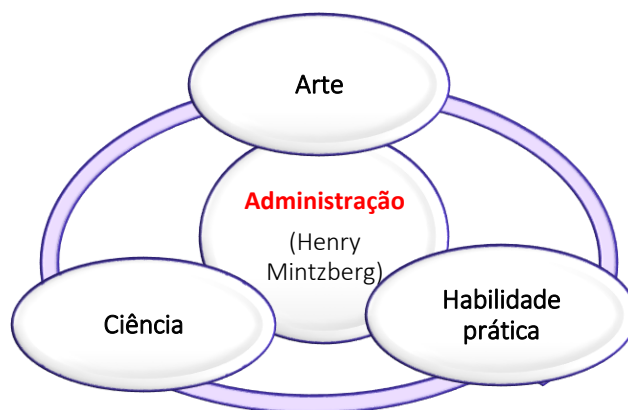 Arte
Administração
(Henry
Mintzberg)
Ciência
Habilidade
prática